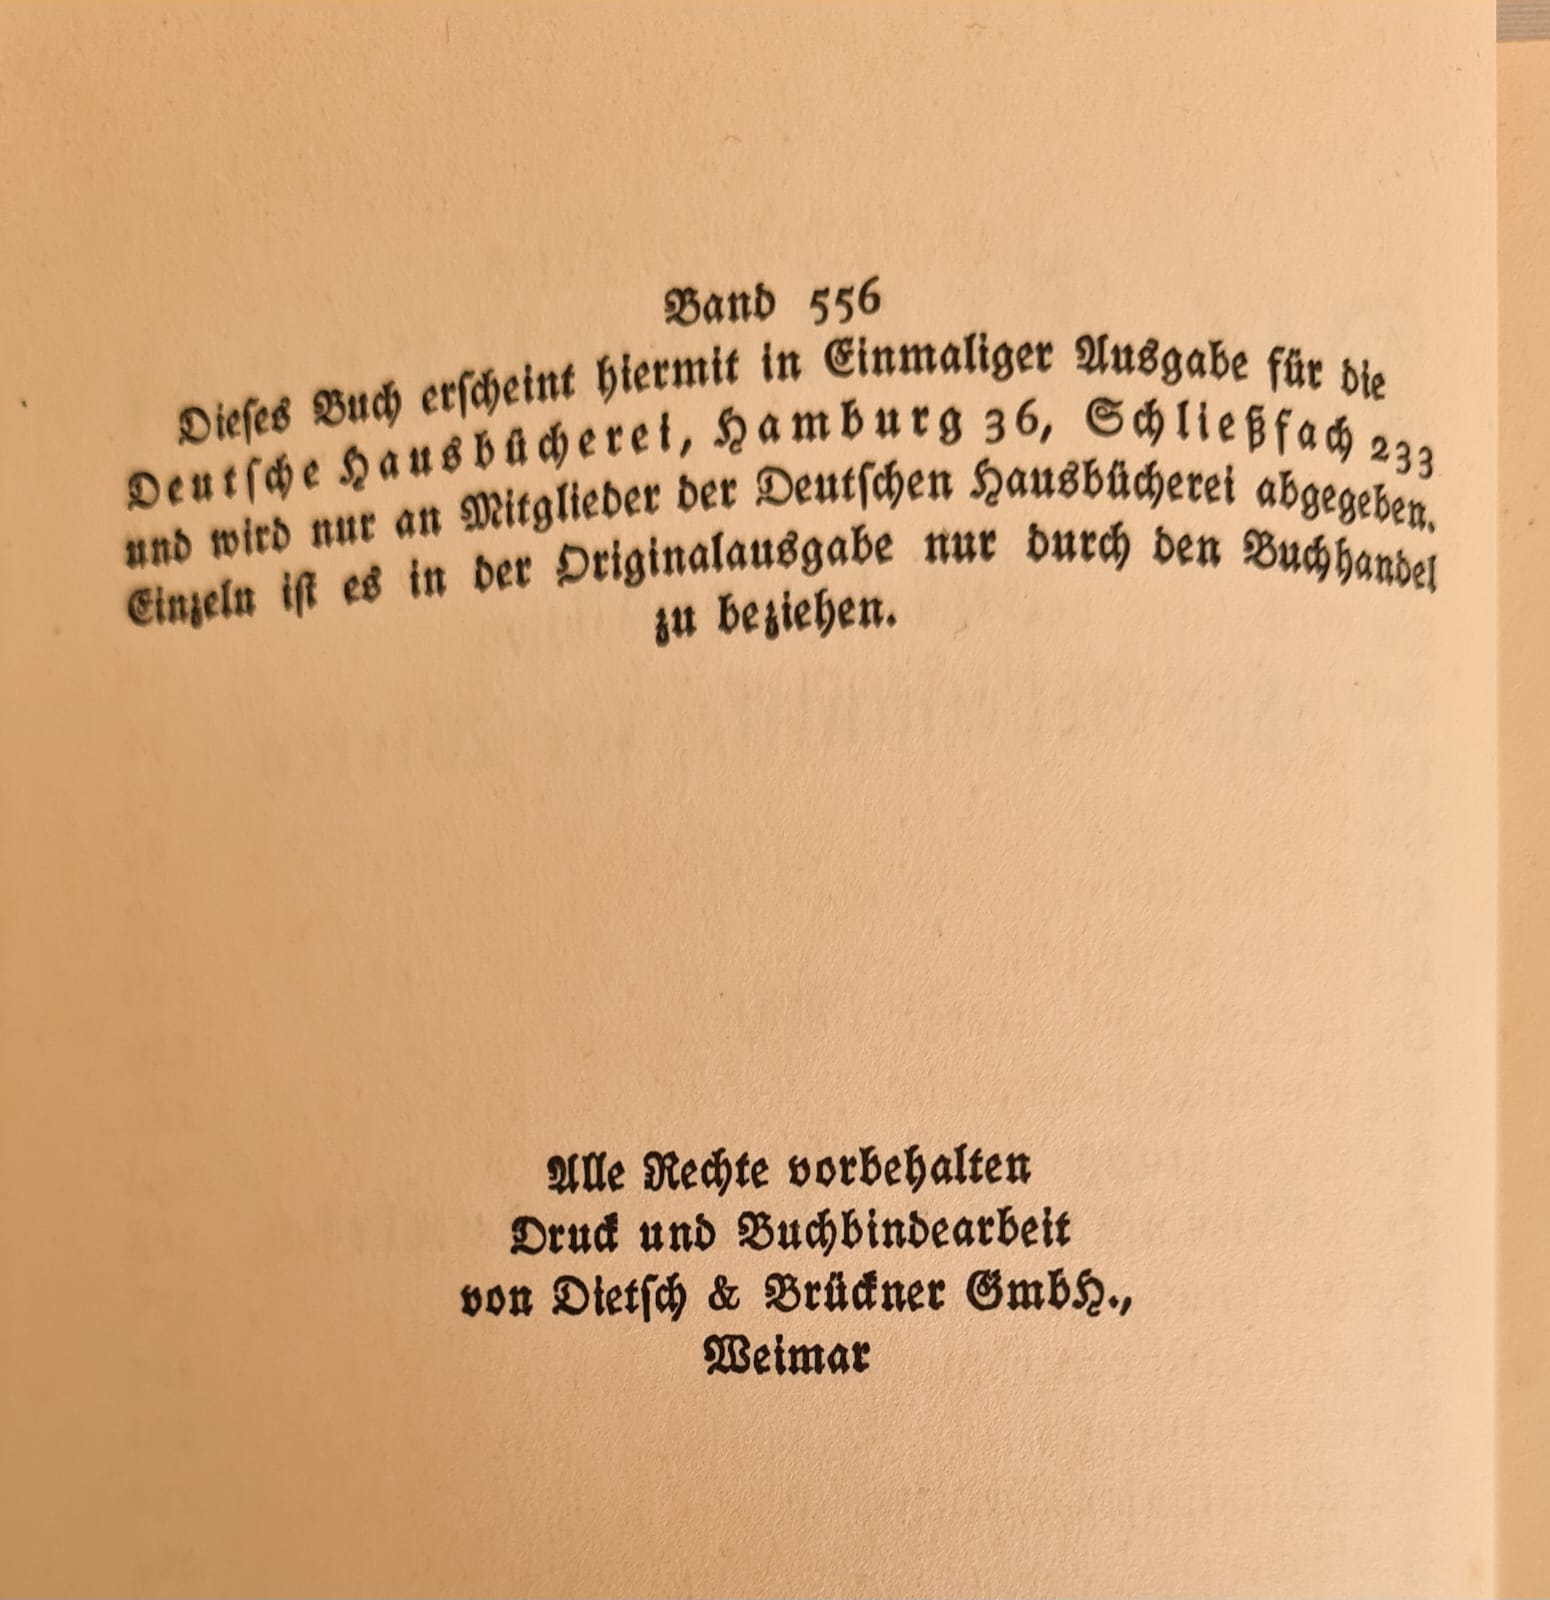 Band 556
Dieſes Buch erſcheint hiermit in Einmaliger Ausgabe für die
Deutſche Hausbücherei, Hamburg 36, Schließfach 233
und wird nur an Mitglieder der Deutſchen Hausbücherei abgegeben.
Einzeln iſt es in der Originalausgabe nur durch den Buchhandel
zu beziehen.
Alle Rechte vorbehalten
Druck und Buchbindearbeit
von Dietſch & Brückner GmbH.,
Weimar